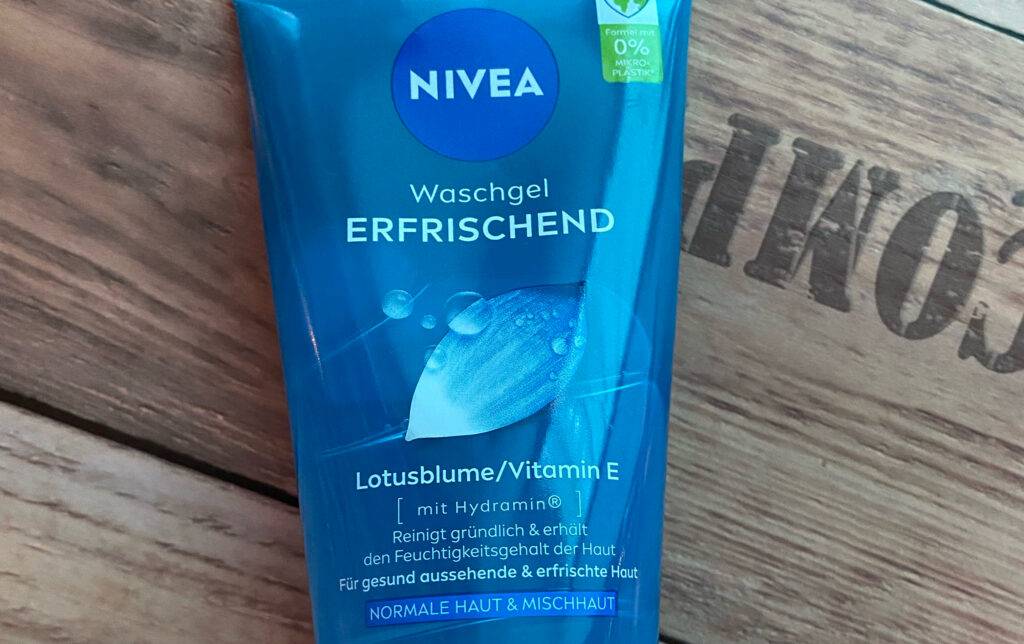 Formel mit
0%
MIKRO-
PLASTIK*
NIVEA
Waschgel
ERFRISCHEND
Lotusblume/Vitamin E
[ mit Hydramin® ]
Reinigt gründlich & erhält
den Feuchtigkeitsgehalt der Haut
Für gesund aussehende & erfrischte Haut
NORMALE HAUT & MISCHHAUT